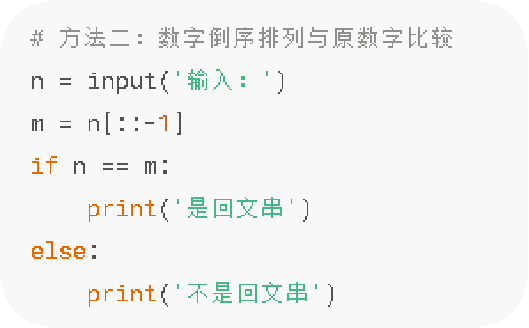 # 方法二：数字倒序排列与原数字比较
n = input('输入：')
m = n[::-1]
if n == m:
    print('是回文串')
else:
    print('不是回文串')